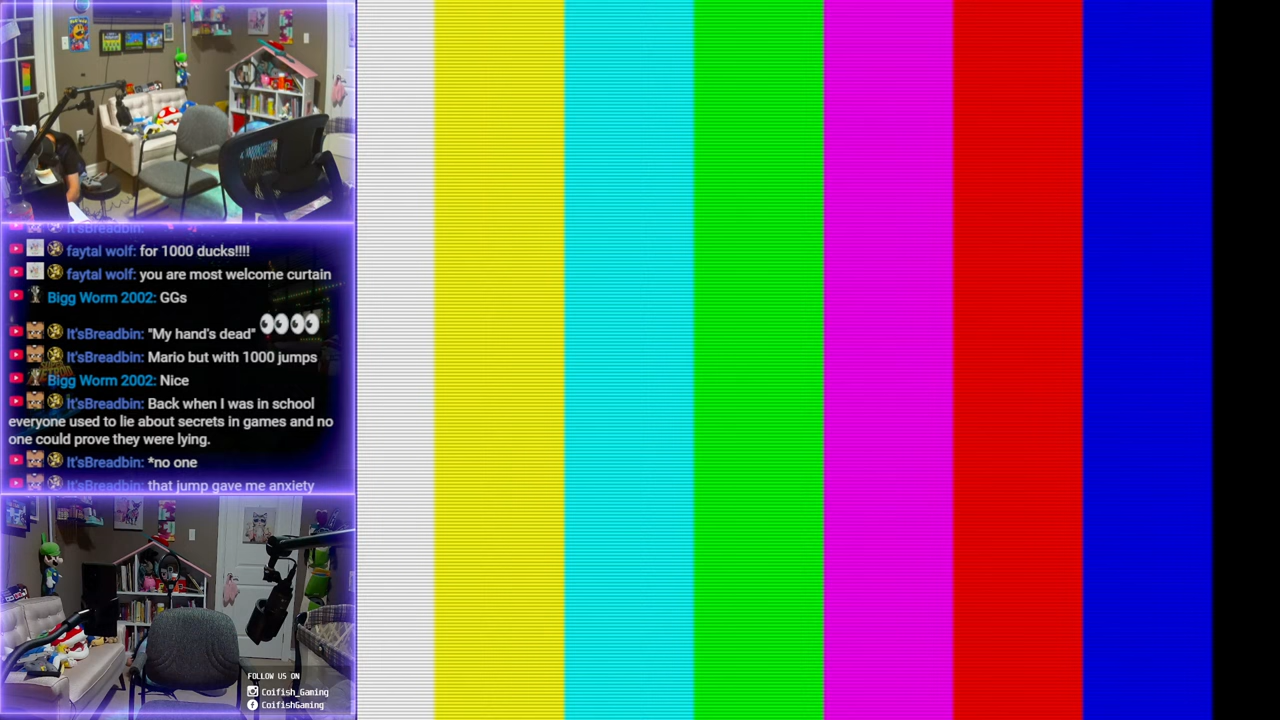 It'sBreadbin:
faytal wolf: for 1000 ducks!!!!
faytal wolf: you are most welcome curtain
Bigg Worm 2002: GGs
It'sBreadbin: "My hand's dead" 👀👀
It'sBreadbin: Mario but with 1000 jumps
Bigg Worm 2002: Nice
It'sBreadbin: Back when I was in school
everyone used to lie about secrets in games and no
one could prove they were lying.
It'sBreadbin: *no one
It'sBreadbin: that jump gave me anxiety
FOLLOW US ON
Coifish_Gaming
CoifishGaming